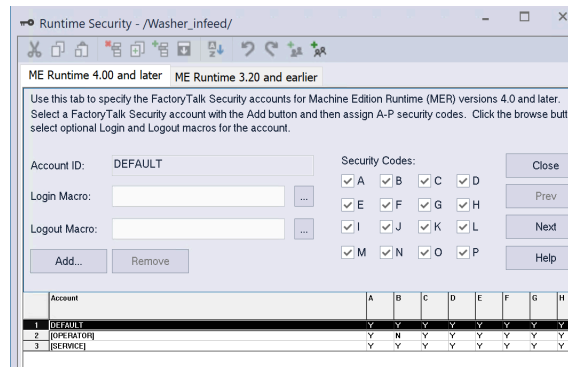 Runtime Security - /Washer_infeed/
ME Runtime 4.00 and later
ME Runtime 3.20 and earlier
Use this tab to specify the FactoryTalk Security accounts for Machine Edition Runtime (MER) versions 4.0 and later.
Select a FactoryTalk Security account with the Add button and then assign A-P security codes. Click the browse
select optional Login and Logout macros for the account.
Account ID: DEFAULT
Security Codes:
Close
A B C D
Login Macro: ...
Prev
E F G H
Logout Macro: ...
Next
I J K L
Add... Remove
M N O P
Help
Account A B C D E F G H
1 DEFAULT Y Y Y Y Y Y Y Y
2 [OPERATOR] Y N Y Y Y Y Y Y
3 [SERVICE] Y Y Y Y Y Y Y Y